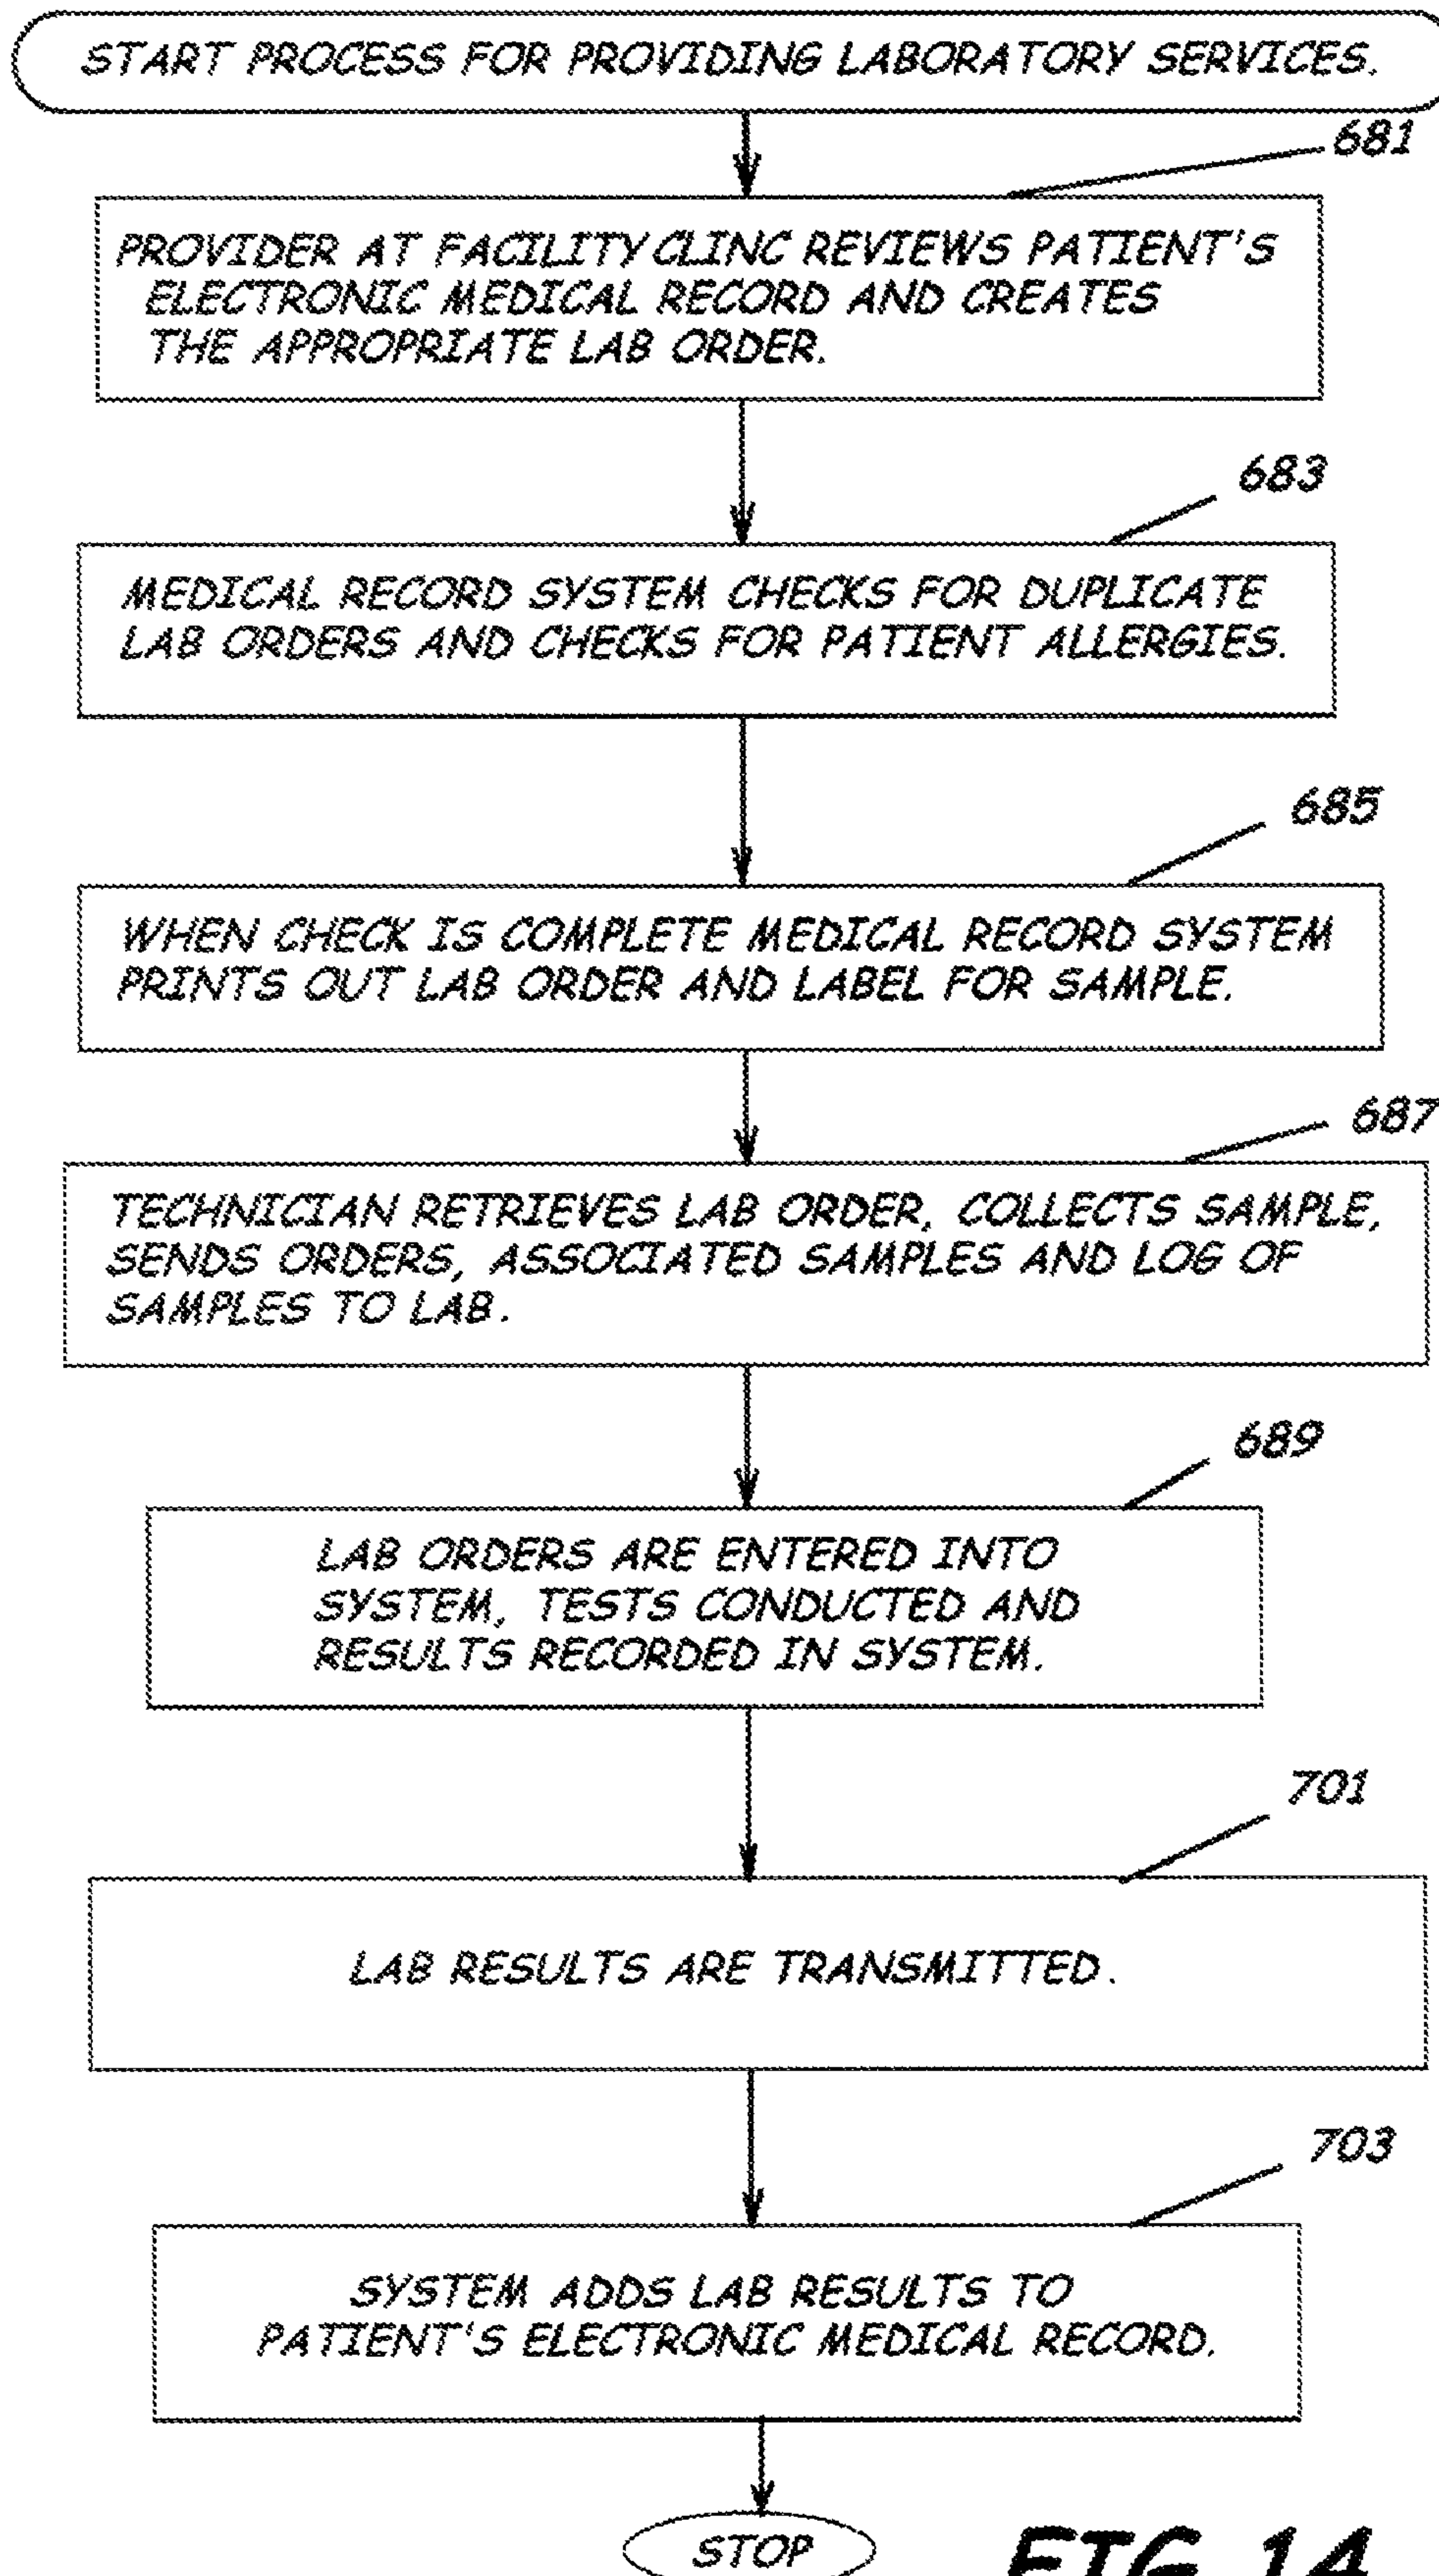 START PROCESS FOR PROVIDING LABORATORY SERVICES.
681
PROVIDER AT FACILITY CLINC REVIEWS PATIENT'S
ELECTRONIC MEDICAL RECORD AND CREATES
THE APPROPRIATE LAB ORDER.
683
MEDICAL RECORD SYSTEM CHECKS FOR DUPLICATE
LAB ORDERS AND CHECKS FOR PATIENT ALLERGIES.
685
WHEN CHECK IS COMPLETE MEDICAL RECORD SYSTEM
PRINTS OUT LAB ORDER AND LABEL FOR SAMPLE.
687
TECHNICIAN RETRIEVES LAB ORDER, COLLECTS SAMPLE,
SENDS ORDERS, ASSOCIATED SAMPLES AND LOG OF
SAMPLES TO LAB.
689
LAB ORDERS ARE ENTERED INTO
SYSTEM, TESTS CONDUCTED AND
RESULTS RECORDED IN SYSTEM.
701
LAB RESULTS ARE TRANSMITTED.
703
SYSTEM ADDS LAB RESULTS TO
PATIENT'S ELECTRONIC MEDICAL RECORD.
STOP
FIG. 14